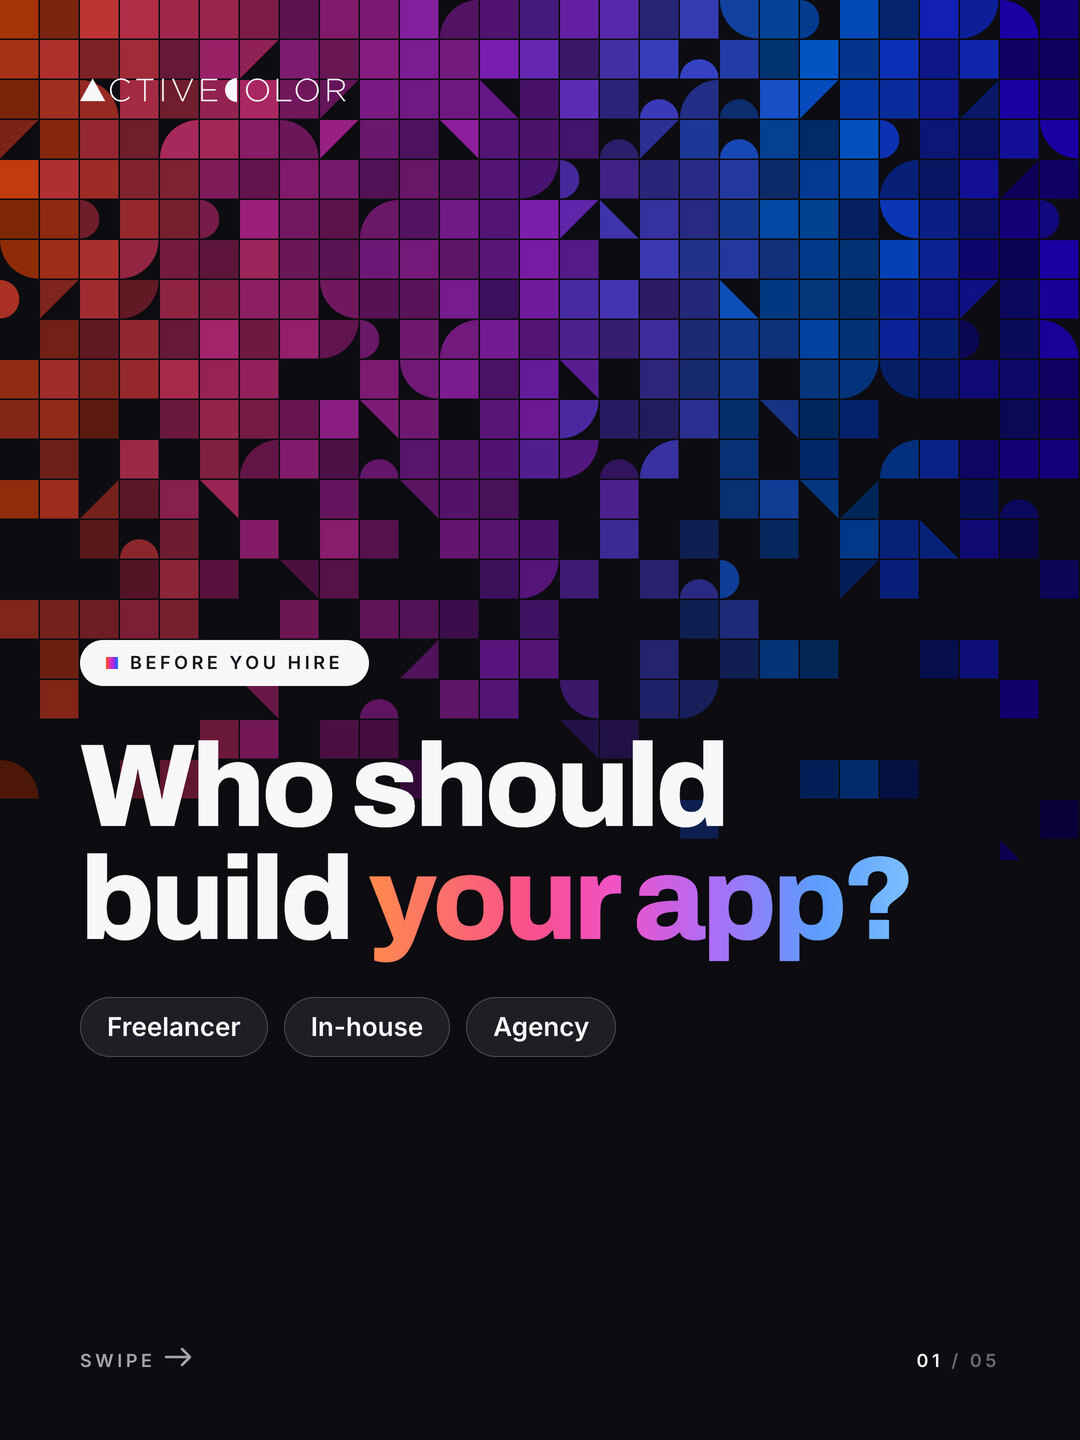 ACTIVECOLOR
BEFORE YOU HIRE
Who should
build your app?
Freelancer
In-house
Agency
SWIPE →
01 / 05